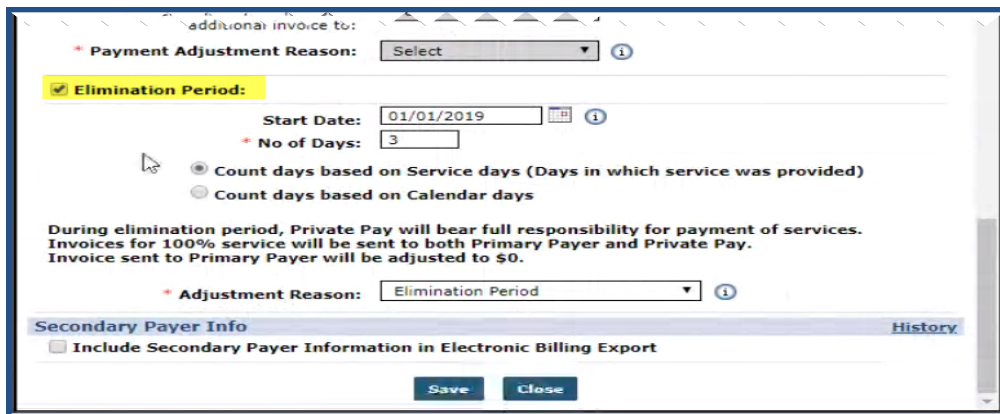 additional invoice to:
* Payment Adjustment Reason: Select
Elimination Period:
Start Date: 01/01/2019
* No of Days: 3
Count days based on Service days (Days in which service was provided)
Count days based on Calendar days
During elimination period, Private Pay will bear full responsibility for payment of services.
Invoices for 100% service will be sent to both Primary Payer and Private Pay.
Invoice sent to Primary Payer will be adjusted to $0.
* Adjustment Reason: Elimination Period
Secondary Payer Info History
Include Secondary Payer Information in Electronic Billing Export
Save Close